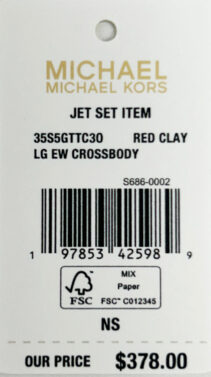 MICHAEL
MICHAEL KORS
JET SET ITEM
35S5GTTC3O RED CLAY
LG EW CROSSBODY
S686-0002
1 97853 42598 9
MIX
Paper
FSC™ C012345
FSC
NS
OUR PRICE $378.00